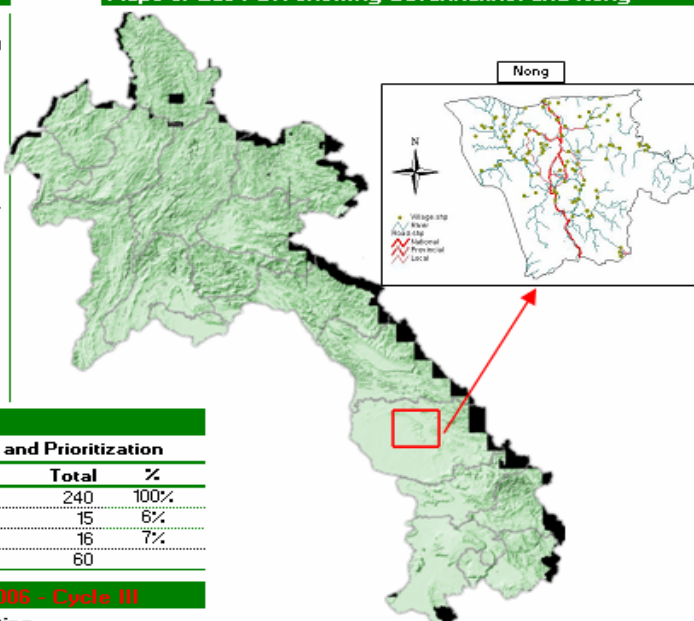 Nong
N
Village.shp
River
Road.shp
National
Provincial
Local
and Prioritization
Total %
240 100%
15 6%
16 7%
60
006 - Cycle III